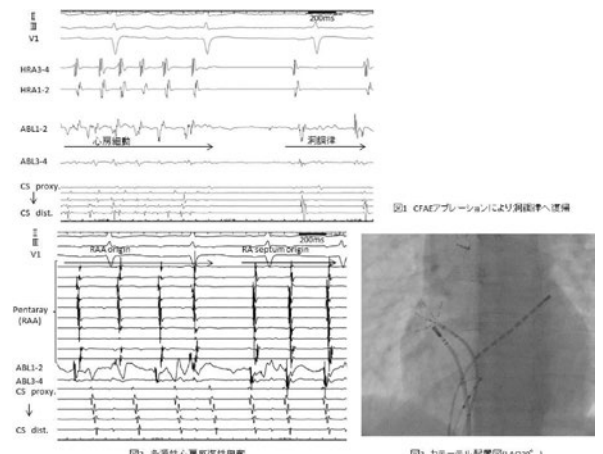 II
III
V1
200ms
HRA3-4
HRA1-2
ABL1-2
心房細動
洞調律
ABL3-4
CS proxy.
CS dist.
図1 CFAEアブレーションにより洞調律へ復帰
II
III
V1
200ms
RAA origin
RA septum origin
Pentaray
(RAA)
ABL1-2
ABL3-4
CS proxy.
CS dist.